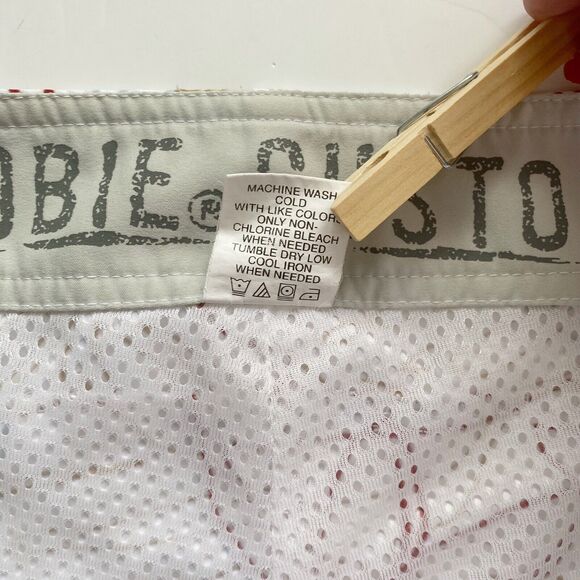 OBIE® CUSTO
MACHINE WASH
COLD
WITH LIKE COLORS
ONLY NON-
CHLORINE BLEACH
WHEN NEEDED
TUMBLE DRY LOW
COOL IRON
WHEN NEEDED